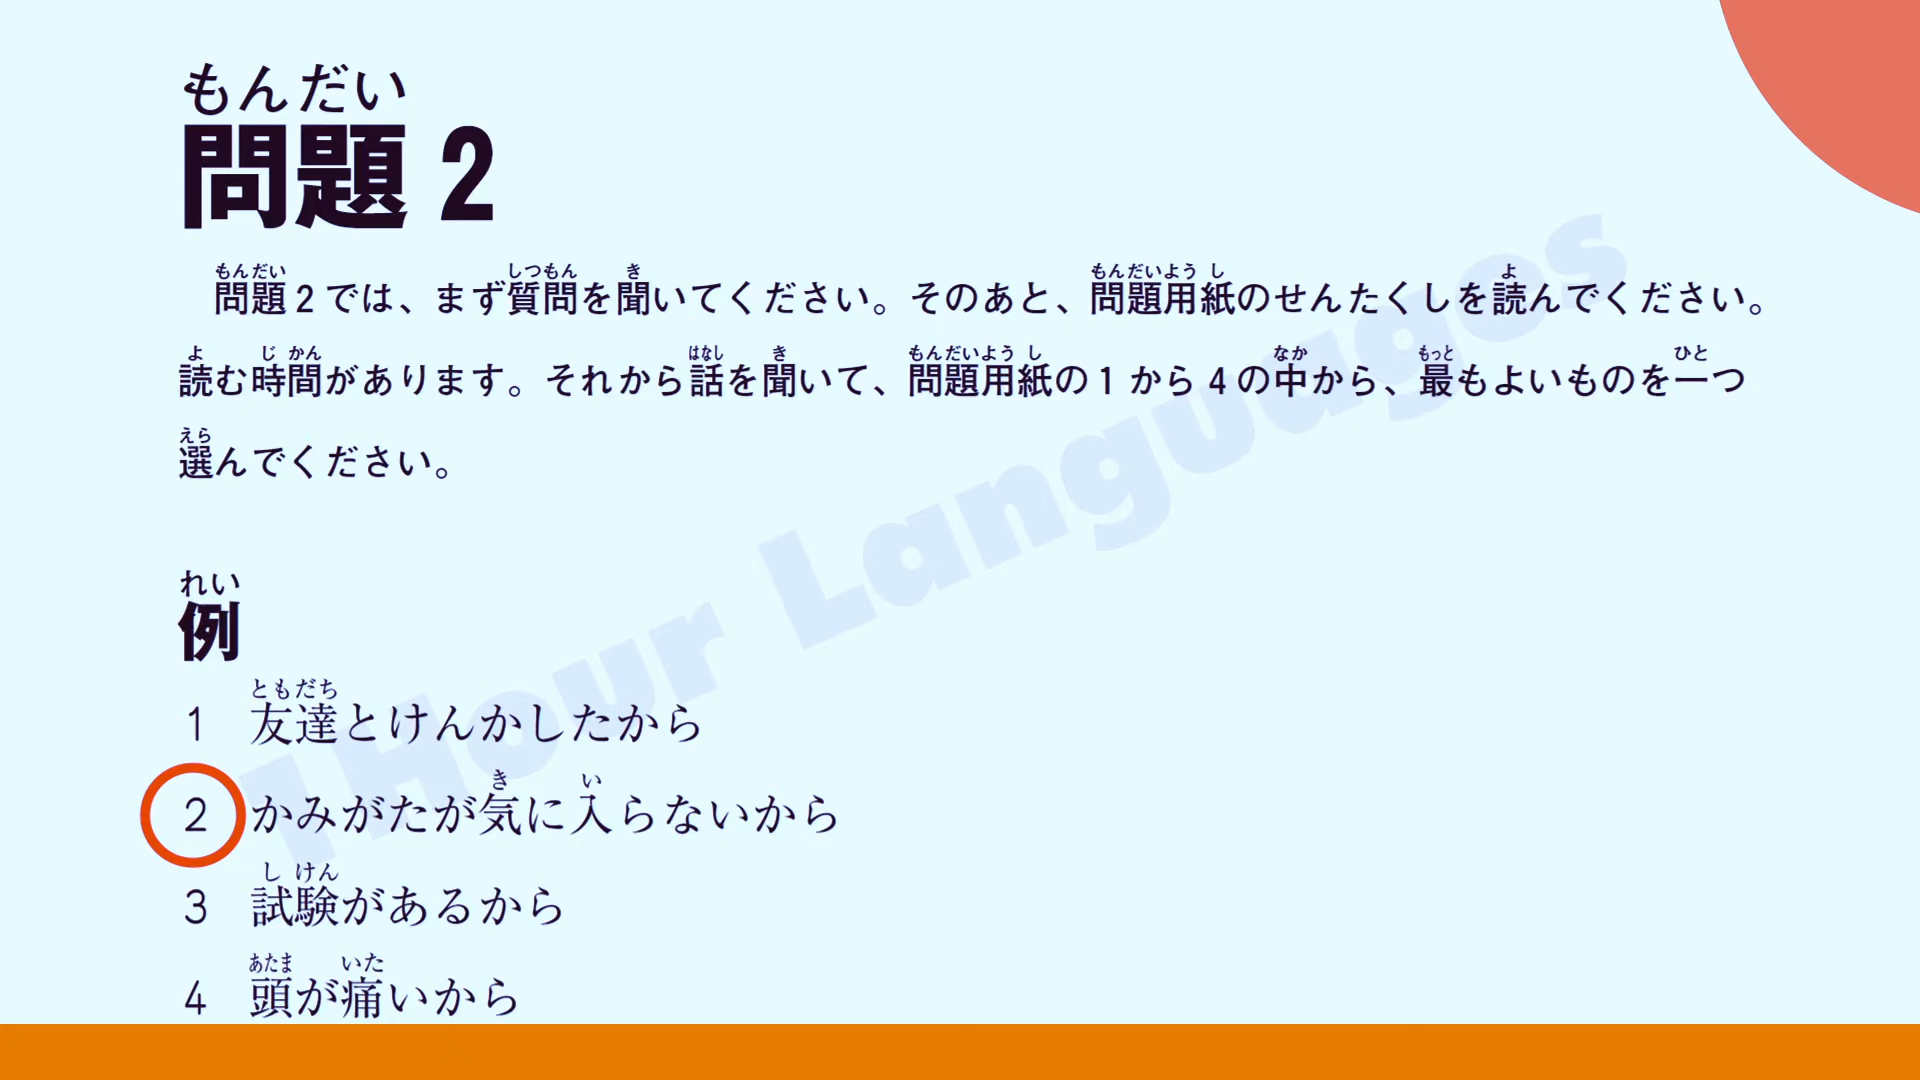 もんだい
問題 2
もんだい しつもん き もんだいようし よ
問題2では、まず質問を聞いてください。そのあと、問題用紙のせんたくしを読んでください。
よ じかん はなし き もんだいようし なか もっと ひと
読む時間があります。それから話を聞いて、問題用紙の1から4の中から、最もよいものを一つ
えら
選んでください。
れい
例
ともだち
1 友達とけんかしたから
き い
2 かみがたが気に入らないから
しけん
3 試験があるから
あたま いた
4 頭が痛いから
1 Hour Languages